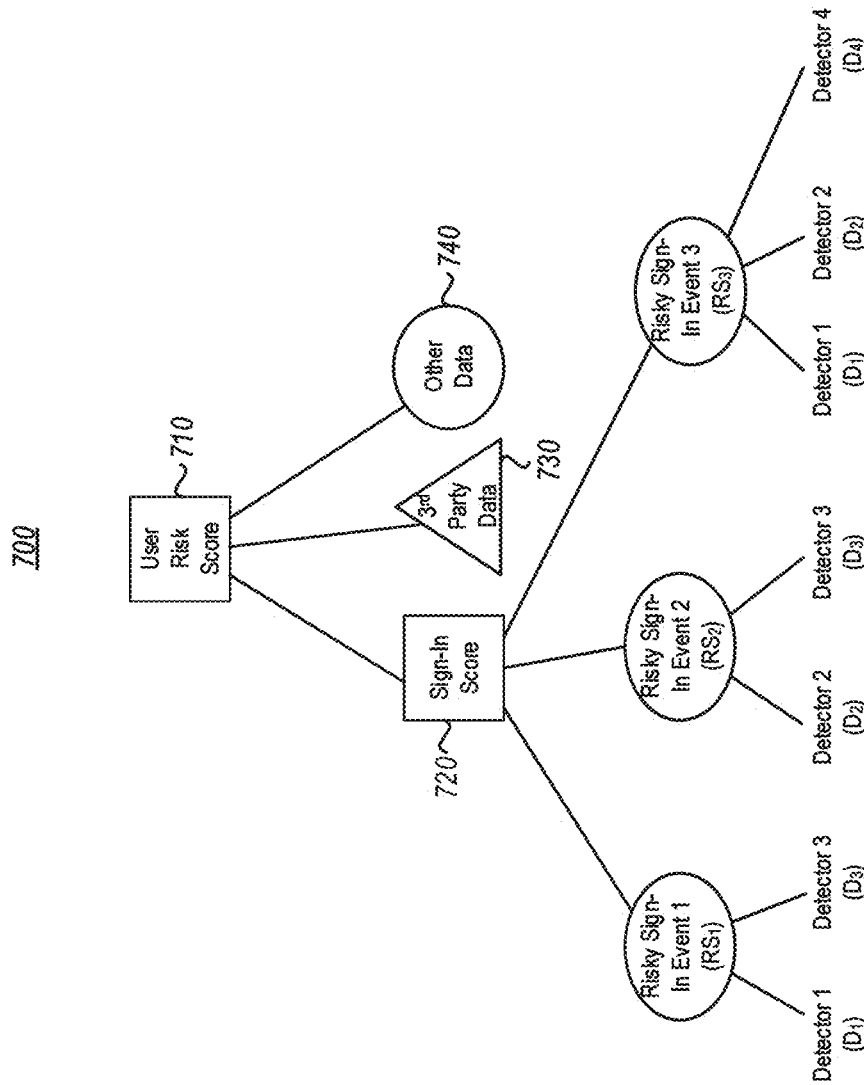 700
User
Risk
Score
710
Sign-In
Score
720
3rd
Party
Data
730
Other
Data
740
Risky Sign-
In Event 1
(RS1)
Risky Sign-
In Event 2
(RS2)
Risky Sign-
In Event 3
(RS3)
Detector 1
(D1)
Detector 3
(D3)
Detector 2
(D2)
Detector 3
(D3)
Detector 1
(D1)
Detector 2
(D2)
Detector 4
(D4)